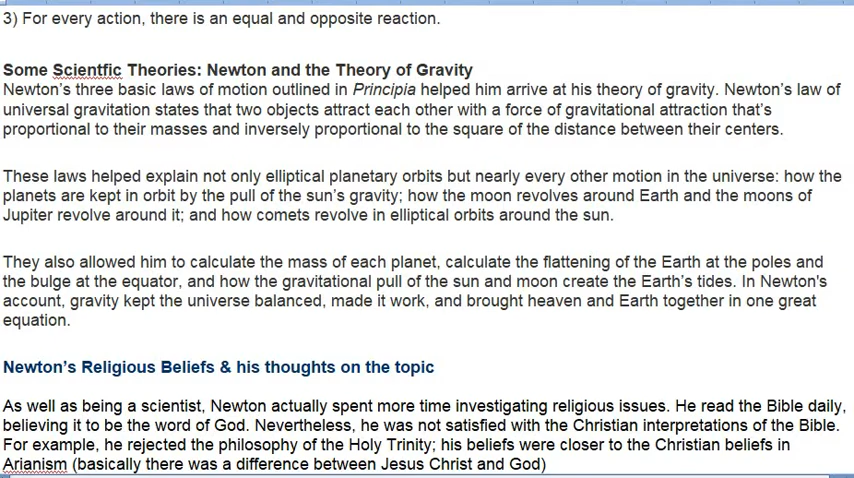 3) For every action, there is an equal and opposite reaction.
Some Scientfic Theories: Newton and the Theory of Gravity
Newton's three basic laws of motion outlined in Principia helped him arrive at his theory of gravity. Newton's law of
universal gravitation states that two objects attract each other with a force of gravitational attraction that's
proportional to their masses and inversely proportional to the square of the distance between their centers.
These laws helped explain not only elliptical planetary orbits but nearly every other motion in the universe: how the
planets are kept in orbit by the pull of the sun's gravity; how the moon revolves around Earth and the moons of
Jupiter revolve around it; and how comets revolve in elliptical orbits around the sun.
They also allowed him to calculate the mass of each planet, calculate the flattening of the Earth at the poles and
the bulge at the equator, and how the gravitational pull of the sun and moon create the Earth's tides. In Newton's
account, gravity kept the universe balanced, made it work, and brought heaven and Earth together in one great
equation.
Newton's Religious Beliefs & his thoughts on the topic
As well as being a scientist, Newton actually spent more time investigating religious issues. He read the Bible daily,
believing it to be the word of God. Nevertheless, he was not satisfied with the Christian interpretations of the Bible.
For example, he rejected the philosophy of the Holy Trinity; his beliefs were closer to the Christian beliefs in
Arianism (basically there was a difference between Jesus Christ and God)